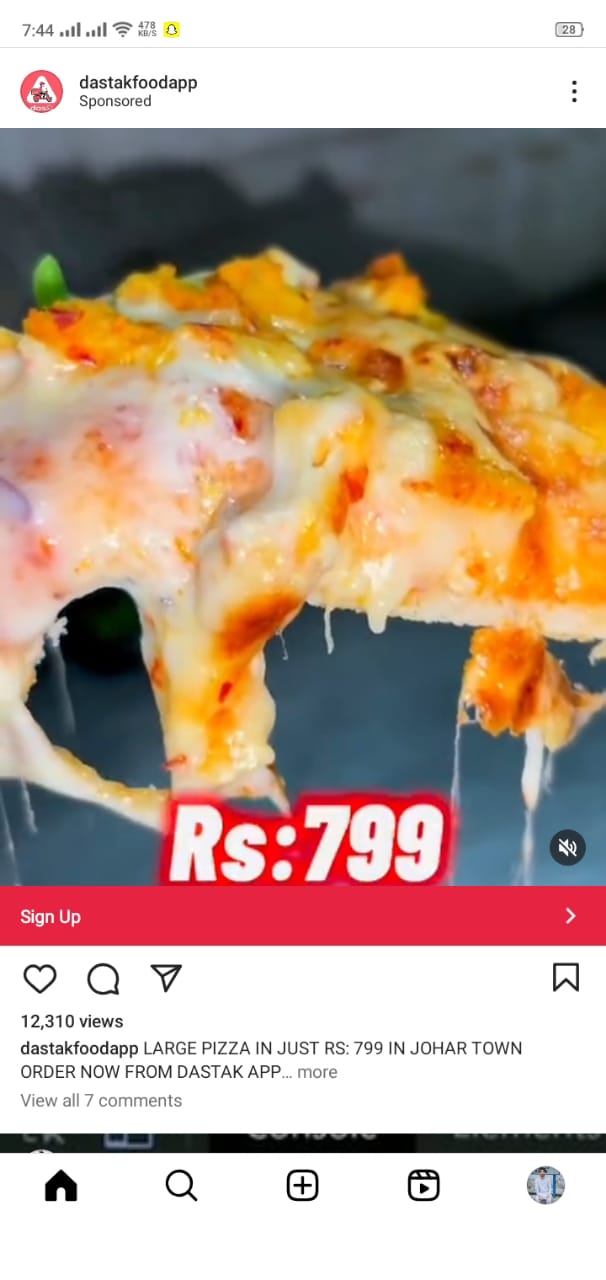 7:44 478 KB/S 28
dastakfoodapp
Sponsored
Rs:799
Sign Up
12,310 views
dastakfoodapp LARGE PIZZA IN JUST RS: 799 IN JOHAR TOWN
ORDER NOW FROM DASTAK APP... more
View all 7 comments